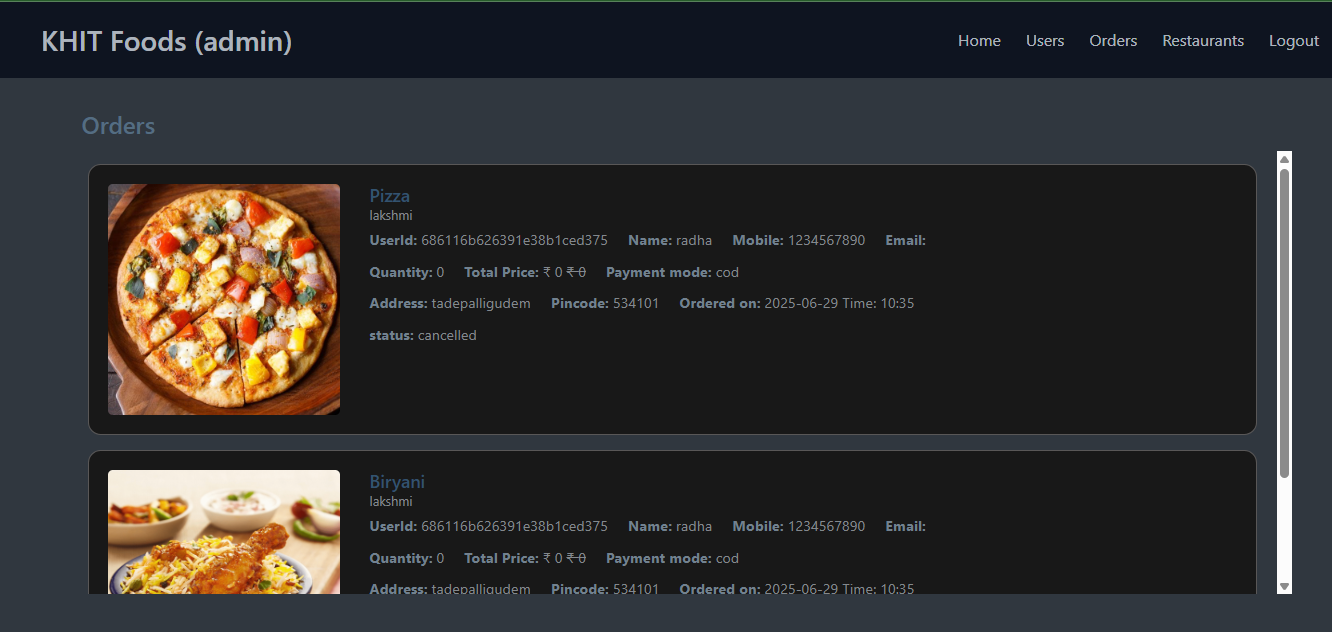 KHIT Foods (admin)
Home Users Orders Restaurants Logout
Orders
Pizza
lakshmi
UserId: 686116b626391e38b1ced375 Name: radha Mobile: 1234567890 Email:
Quantity: 0 Total Price: ₹ 0 ₹ 0 Payment mode: cod
Address: tadepalligudem Pincode: 534101 Ordered on: 2025-06-29 Time: 10:35
status: cancelled
Biryani
lakshmi
UserId: 686116b626391e38b1ced375 Name: radha Mobile: 1234567890 Email:
Quantity: 0 Total Price: ₹ 0 ₹ 0 Payment mode: cod
Address: tadepalligudem Pincode: 534101 Ordered on: 2025-06-29 Time: 10:35